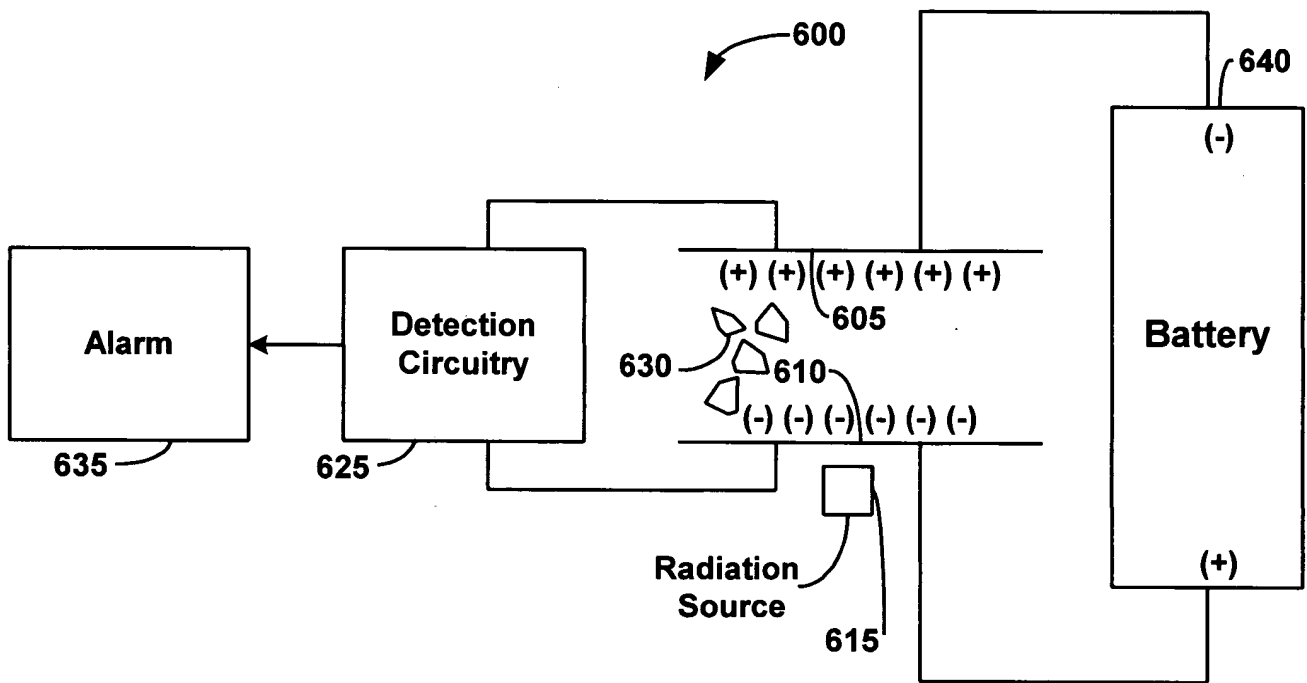 600
640
(-)
(+) (+) (+) (+) (+) (+)
605
Alarm
Detection
Circuitry
630
610
Battery
(-) (-) (-) (-) (-) (-)
635
625
Radiation
Source
615
(+)